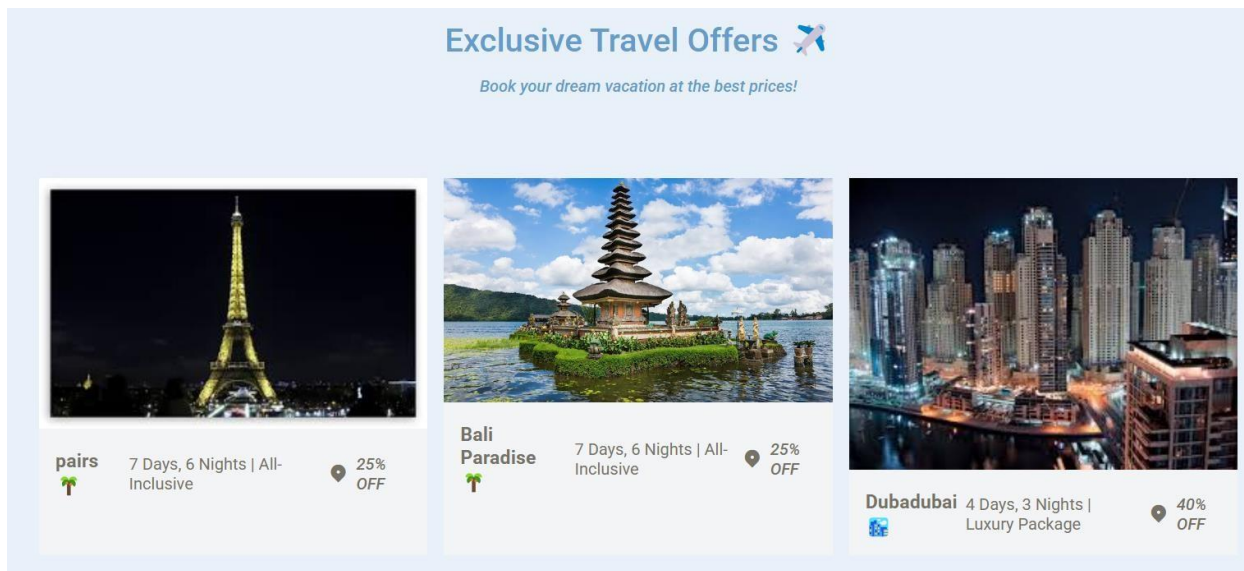 Exclusive Travel Offers ✈️
Book your dream vacation at the best prices!
pairs
🌴
7 Days, 6 Nights | All-
Inclusive
25%
OFF
Bali
Paradise
🌴
7 Days, 6 Nights | All-
Inclusive
25%
OFF
Dubadubai
🏙️
4 Days, 3 Nights |
Luxury Package
40%
OFF